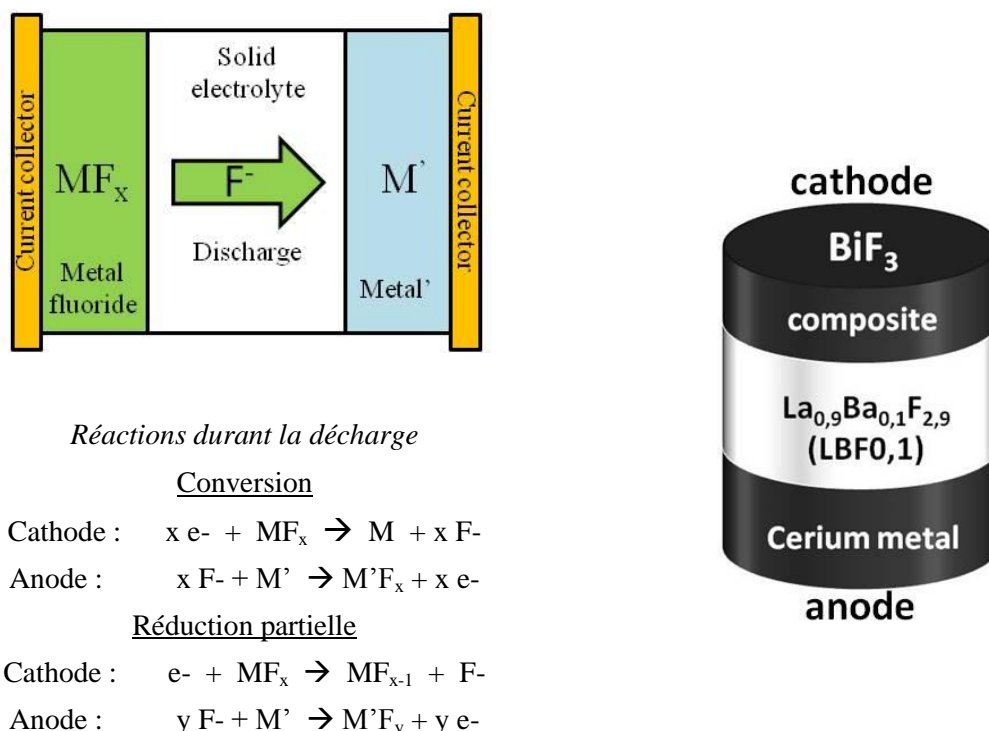 Current collector
MFₓ
Metal
fluoride
Solid
electrolyte
F⁻
Discharge
M’
Metal’
Current collector
Réactions durant la décharge
Conversion
Cathode : x e- + MFₓ → M + x F-
Anode : x F- + M’ → M’Fₓ + x e-
Réduction partielle
Cathode : e- + MFₓ → MFₓ₋₁ + F-
Anode : y F- + M’ → M’Fᵧ + y e-
cathode
BiF₃
composite
La₀,₉Ba₀,₁F₂,₉
(LBF0,1)
Cerium metal
anode